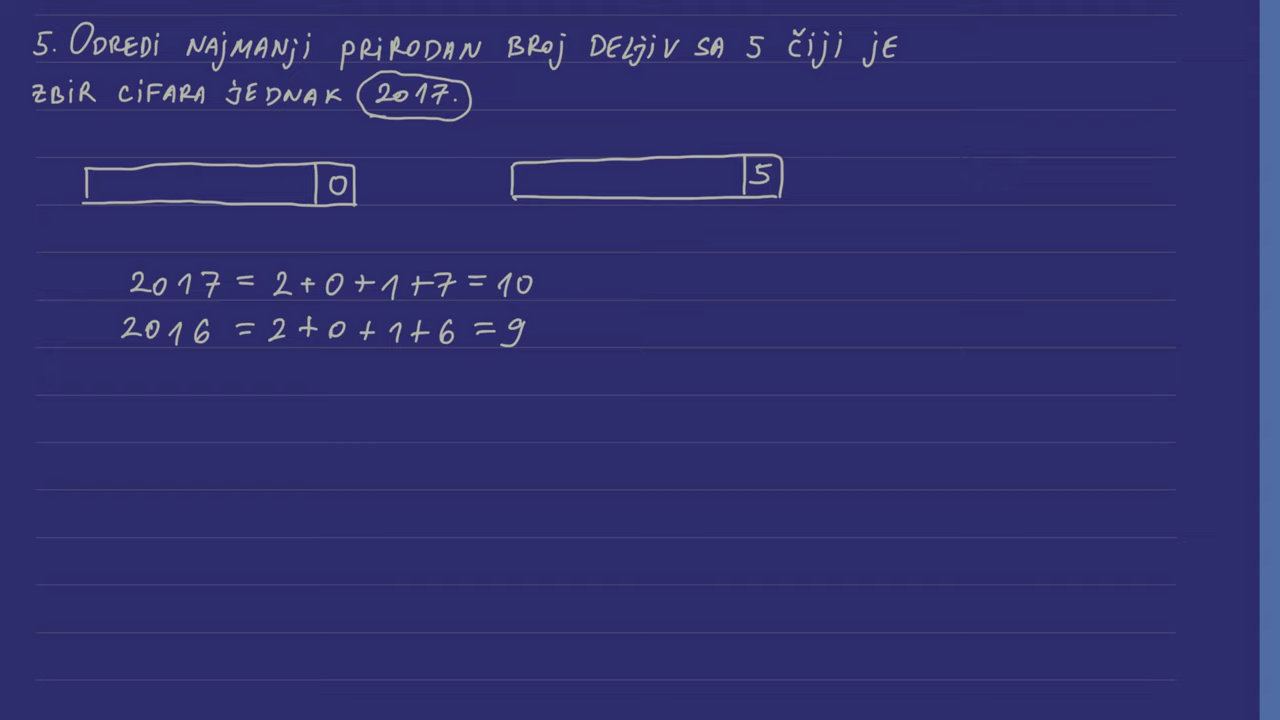 5. ODREDI NAJMANJI PRIRODAN BROJ DELJIV SA 5 ČIJI JE
ZBIR CIFARA JEDNAK 2017.
0 5
2017 = 2+0+1+7=10
2016 = 2+0+1+6=9